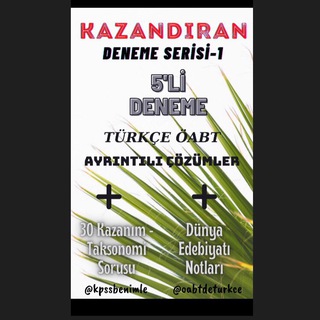 KAZANDIRAN
DENEME SERİSİ-1
5'Lİ
DENEME
TÜRKÇE ÖABT
AYRINTILI ÇÖZÜMLER
+ +
30 Kazanım -
Taksonomi
Sorusu
Dünya
Edebiyatı
Notları
@kpssbenimle
@oabtdeturkce